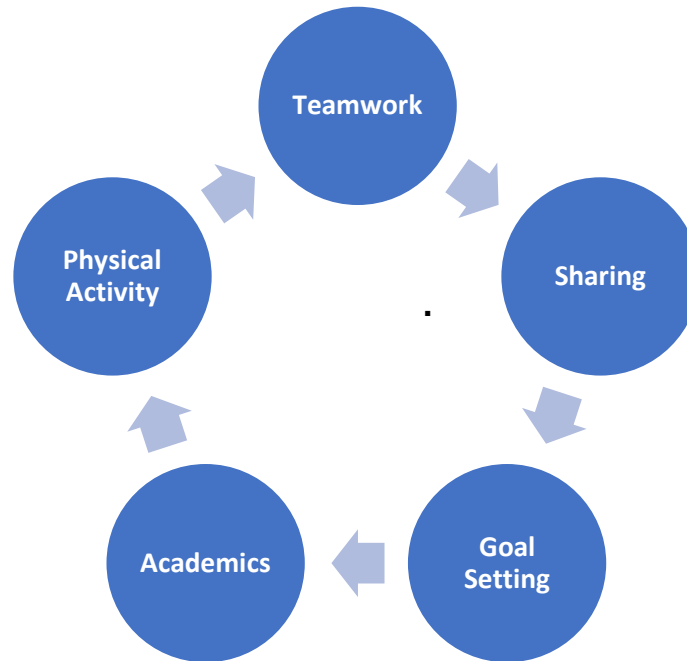 Teamwork
Sharing
Goal
Setting
Academics
Physical
Activity
.